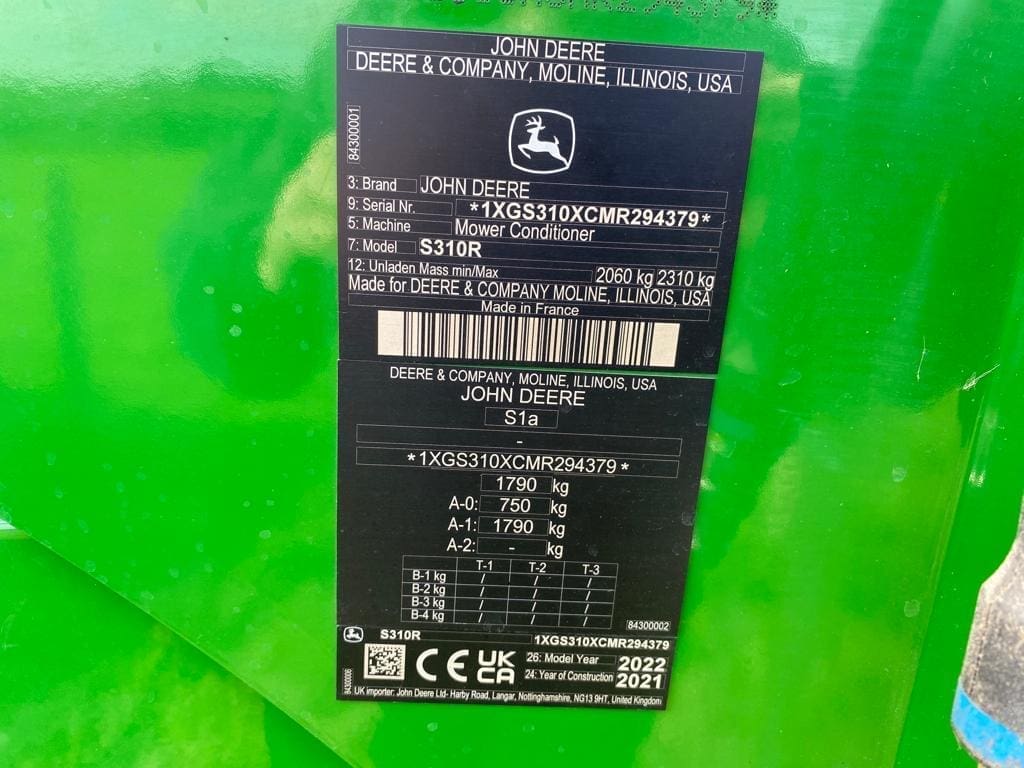 JOHN DEERE
DEERE & COMPANY, MOLINE, ILLINOIS, USA
84300001
3: Brand JOHN DEERE
9: Serial Nr. *1XGS310XCMR294379*
5: Machine Mower Conditioner
7: Model S310R
12: Unladen Mass min/Max 2060 kg 2310 kg
Made for DEERE & COMPANY MOLINE, ILLINOIS, USA
Made in France
DEERE & COMPANY, MOLINE, ILLINOIS, USA
JOHN DEERE
S1a
-
*1XGS310XCMR294379*
1790 kg
A-0: 750 kg
A-1: 1790 kg
A-2: - kg
T-1 T-2 T-3
B-1 kg / / /
B-2 kg / / /
B-3 kg / / /
B-4 kg / / /
84300002
S310R 1XGS310XCMR294379
84300006
CE UK CA
26: Model Year 2022
24: Year of Construction 2021
UK importer: John Deere Ltd- Harby Road, Langar, Nottinghamshire, NG13 9HT, United Kingdom